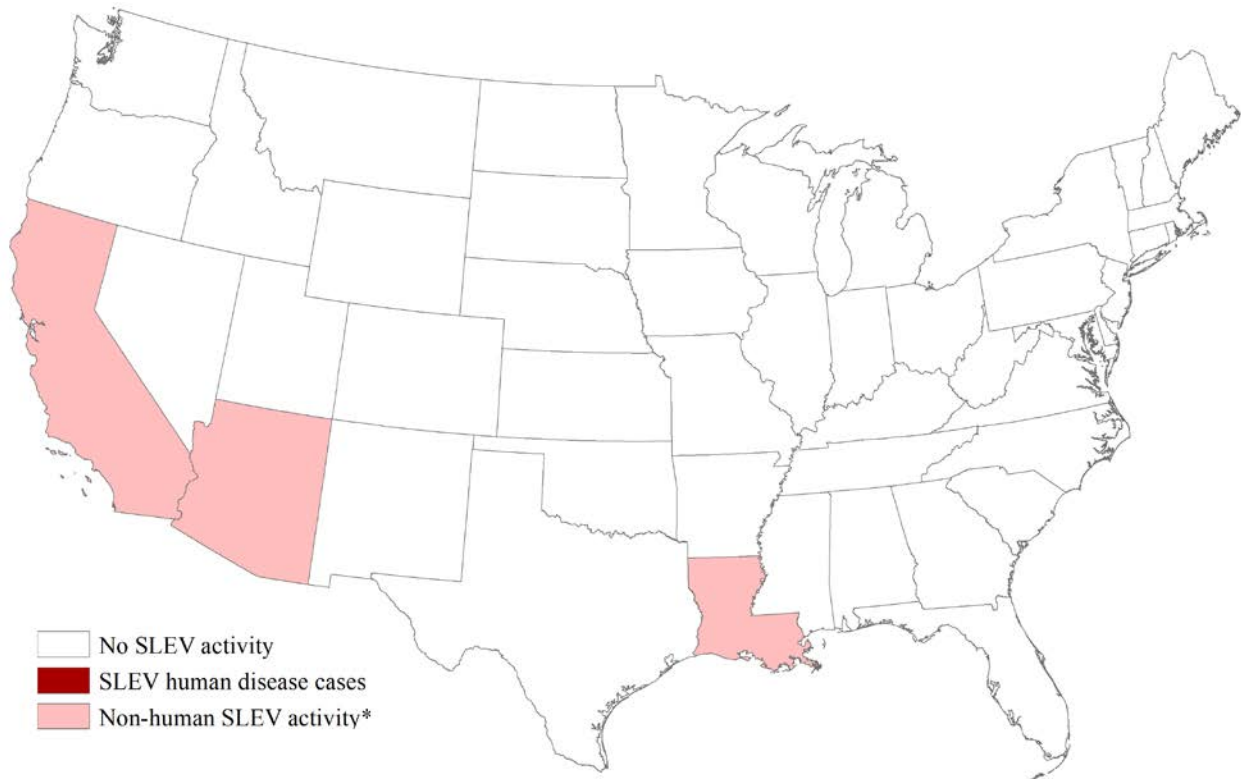 No SLEV activity
SLEV human disease cases
Non-human SLEV activity*